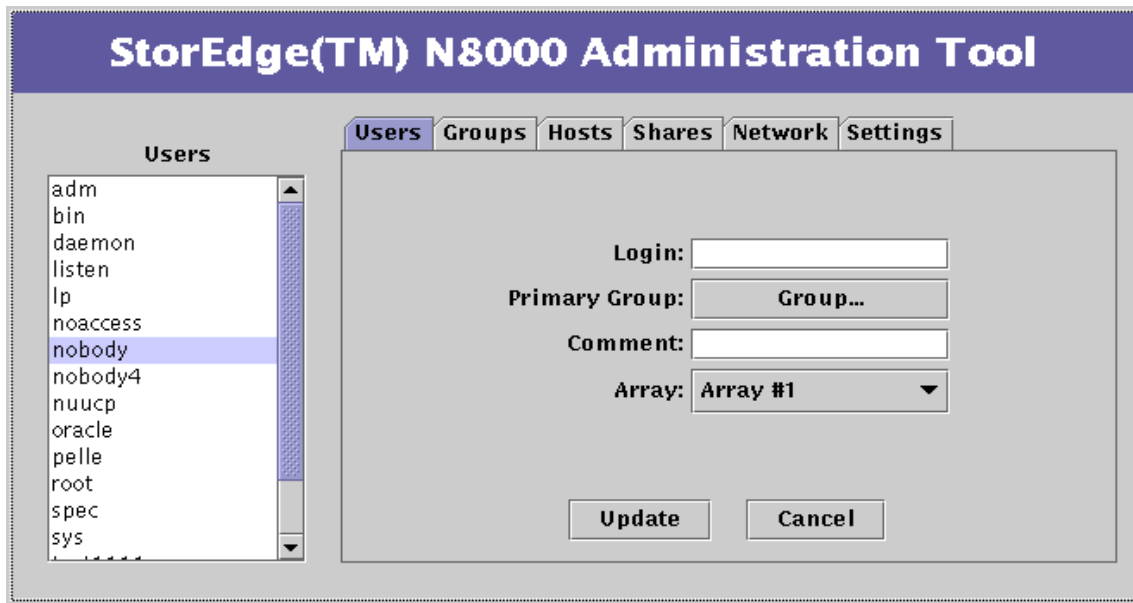 StorEdge(TM) N8000 Administration Tool
Users Groups Hosts Shares Network Settings
Users
adm
bin
daemon
listen
lp
noaccess
nobody
nobody4
nuucp
oracle
pelle
root
spec
sys
Login:
Primary Group: Group...
Comment:
Array: Array #1
Update Cancel